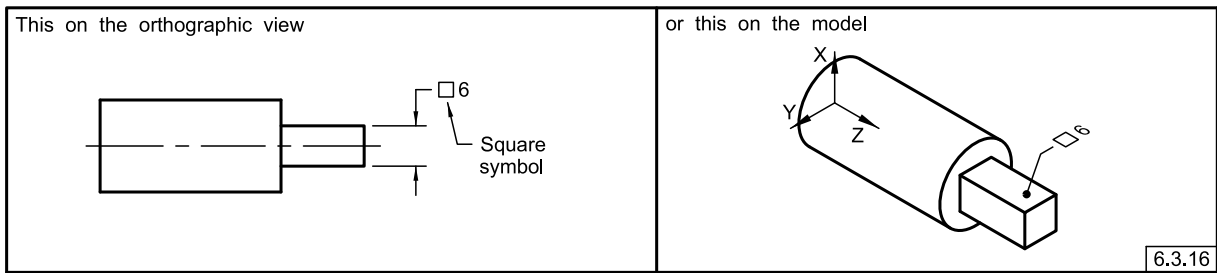 This on the orthographic view
□6
Square
symbol
or this on the model
X
Y
Z
□6
6.3.16